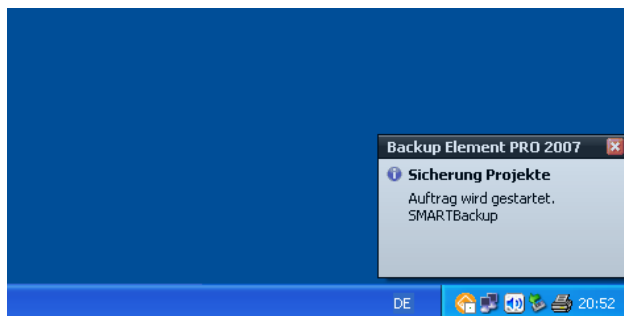 Backup Element PRO 2007
Sicherung Projekte
Auftrag wird gestartet.
SMARTBackup
DE
20:52